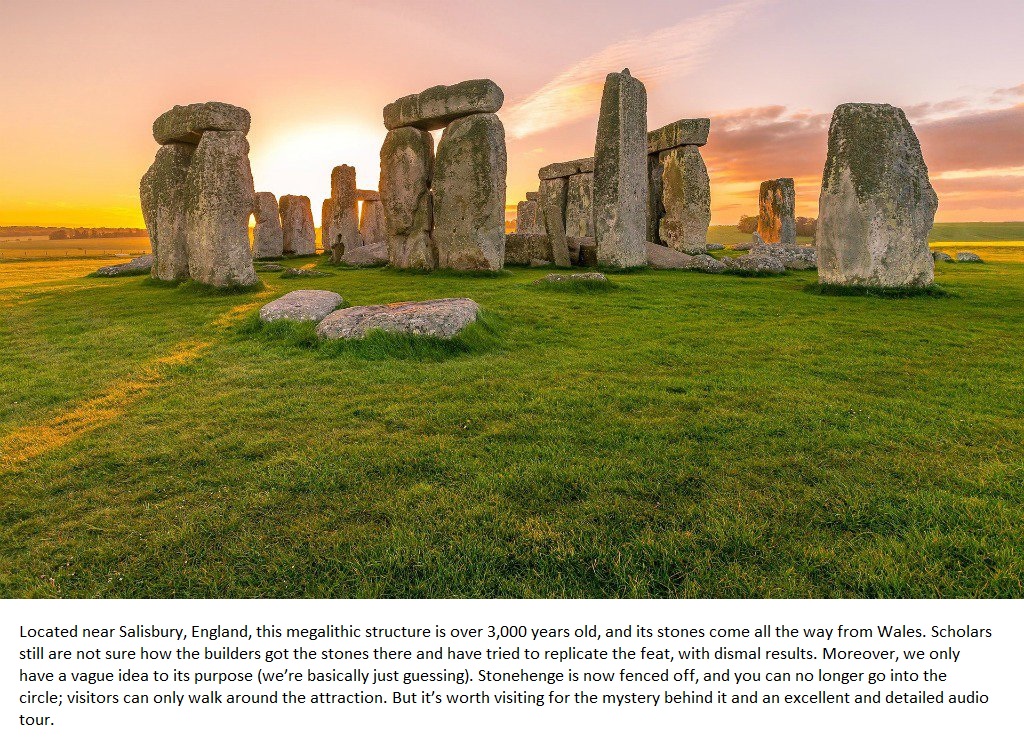 Located near Salisbury, England, this megalithic structure is over 3,000 years old, and its stones come all the way from Wales. Scholars
still are not sure how the builders got the stones there and have tried to replicate the feat, with dismal results. Moreover, we only
have a vague idea to its purpose (we’re basically just guessing). Stonehenge is now fenced off, and you can no longer go into the
circle; visitors can only walk around the attraction. But it’s worth visiting for the mystery behind it and an excellent and detailed audio
tour.